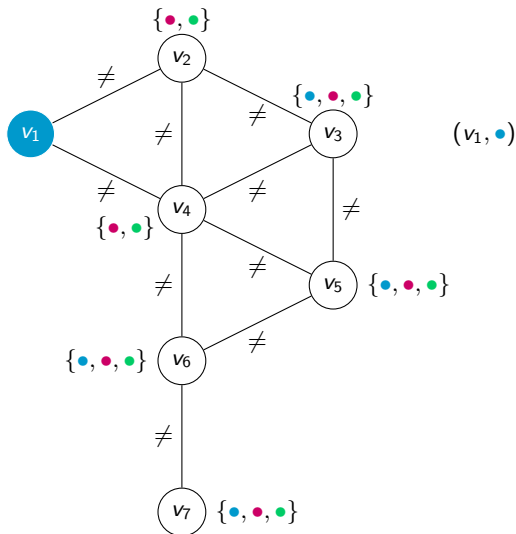 {•, •}
v₂
≠
{•, •, •}
≠
v₁
≠
v₃
(v₁, •)
≠
≠
v₄
≠
{•, •}
≠
v₅
{•, •, •}
≠
≠
{•, •, •}
v₆
≠
v₇
{•, •, •}